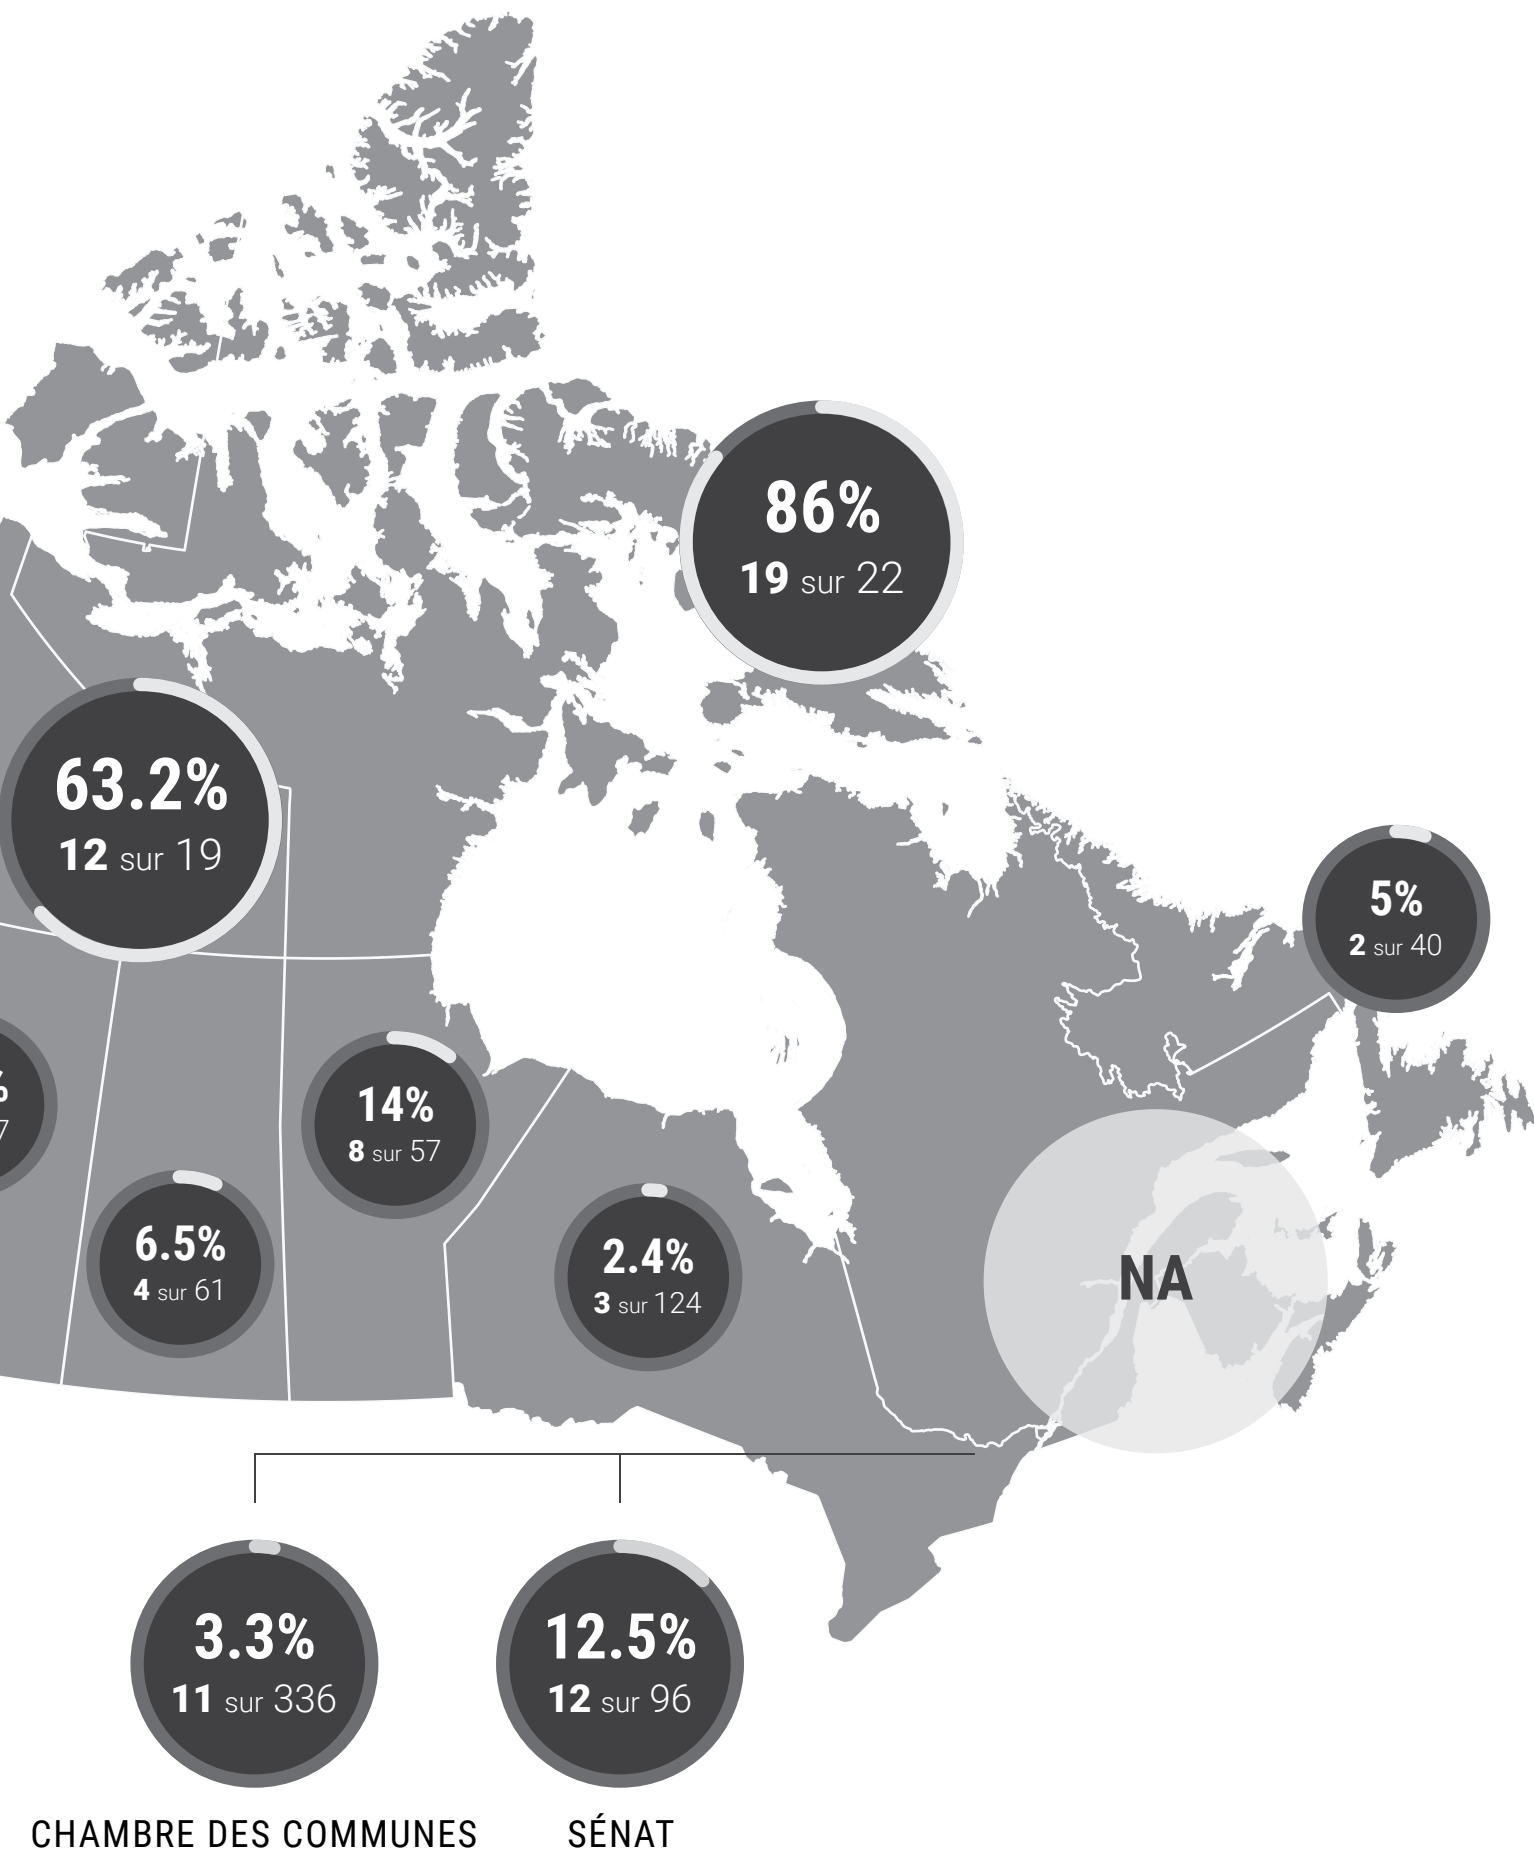 86%
19 sur 22
63.2%
12 sur 19
5%
2 sur 40
14%
8 sur 57
6.5%
4 sur 61
2.4%
3 sur 124
NA
3.3%
11 sur 336
12.5%
12 sur 96
CHAMBRE DES COMMUNES
SÉNAT